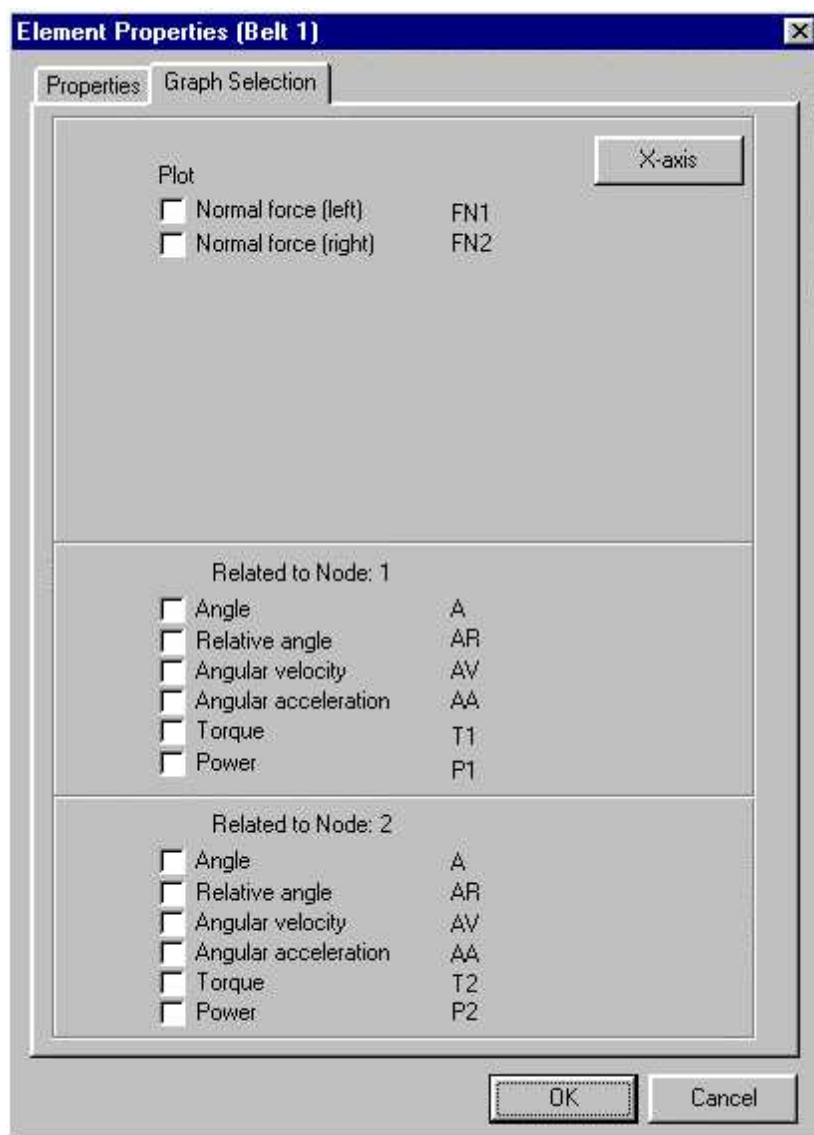 Element Properties (Belt 1)
Properties Graph Selection
X-axis
Plot
Normal force (left) FN1
Normal force (right) FN2
Related to Node: 1
Angle A
Relative angle AR
Angular velocity AV
Angular acceleration AA
Torque T1
Power P1
Related to Node: 2
Angle A
Relative angle AR
Angular velocity AV
Angular acceleration AA
Torque T2
Power P2
OK Cancel